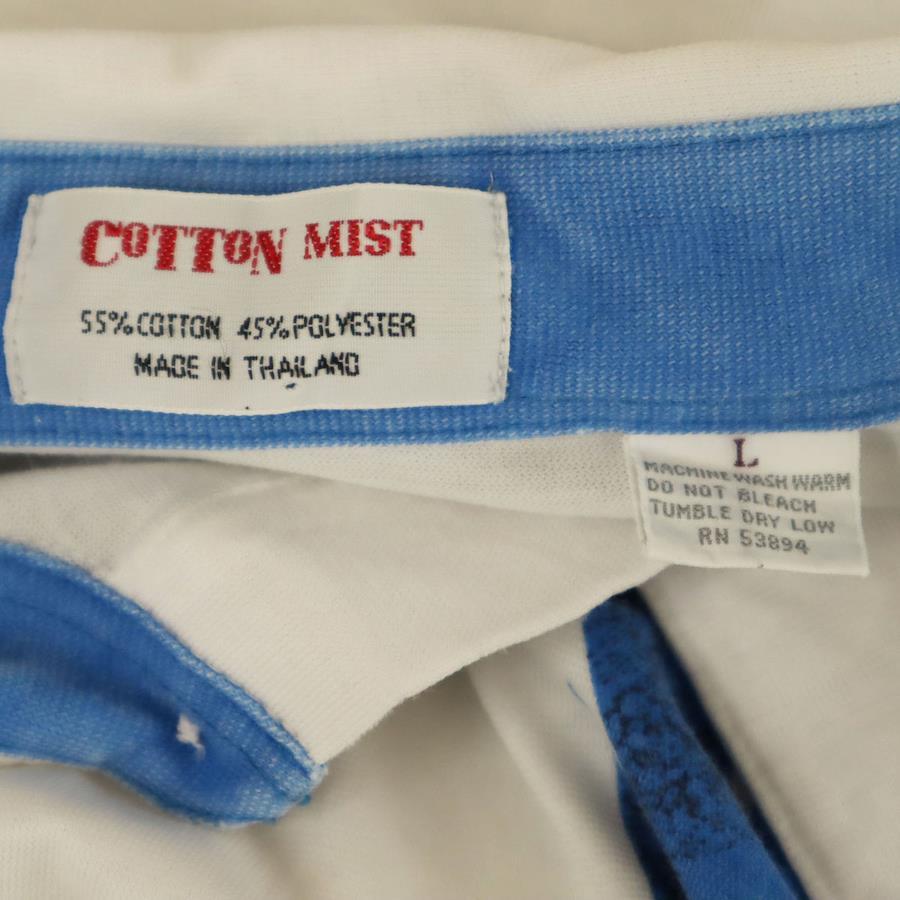 COTTON MIST
55% COTTON 45% POLYESTER
MADE IN THAILAND
L
MACHINE WASH WARM
DO NOT BLEACH
TUMBLE DRY LOW
RN 53894